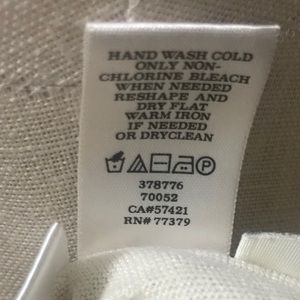 HAND WASH COLD
ONLY NON-
CHLORINE BLEACH
WHEN NEEDED
RESHAPE AND
DRY FLAT
WARM IRON
IF NEEDED
OR DRYCLEAN
P
378776
70052
CA#57421
RN# 77379